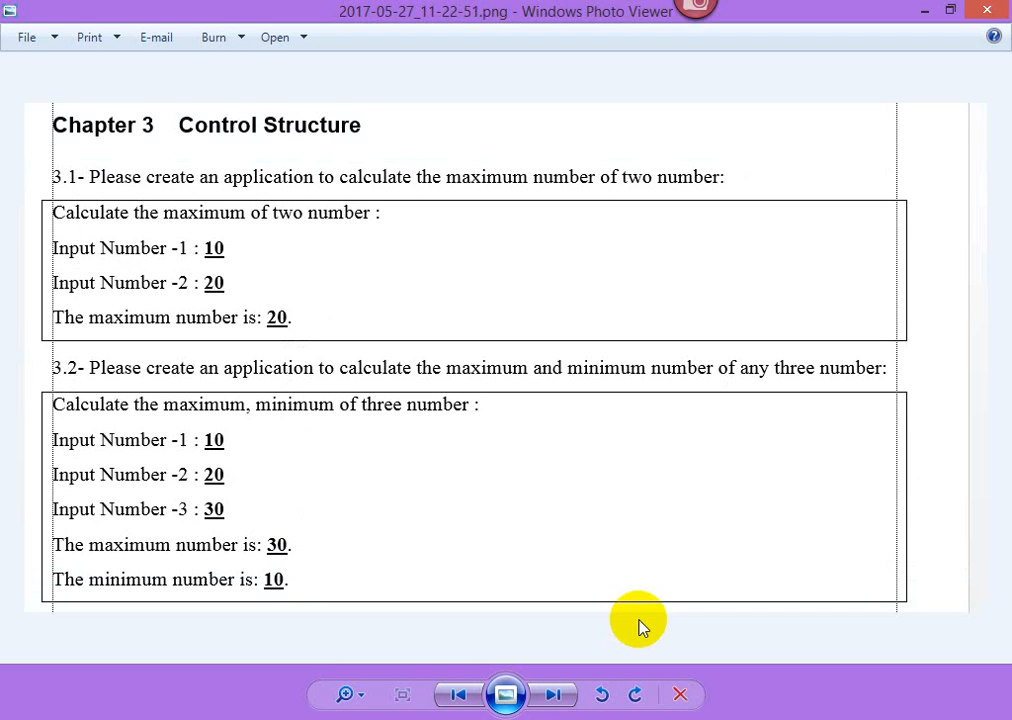 2017-05-27_11-22-51.png - Windows Photo Viewer
File Print E-mail Burn Open
Chapter 3 Control Structure
3.1- Please create an application to calculate the maximum number of two number:
Calculate the maximum of two number :
Input Number -1 : 10
Input Number -2 : 20
The maximum number is: 20.
3.2- Please create an application to calculate the maximum and minimum number of any three number:
Calculate the maximum, minimum of three number :
Input Number -1 : 10
Input Number -2 : 20
Input Number -3 : 30
The maximum number is: 30.
The minimum number is: 10.